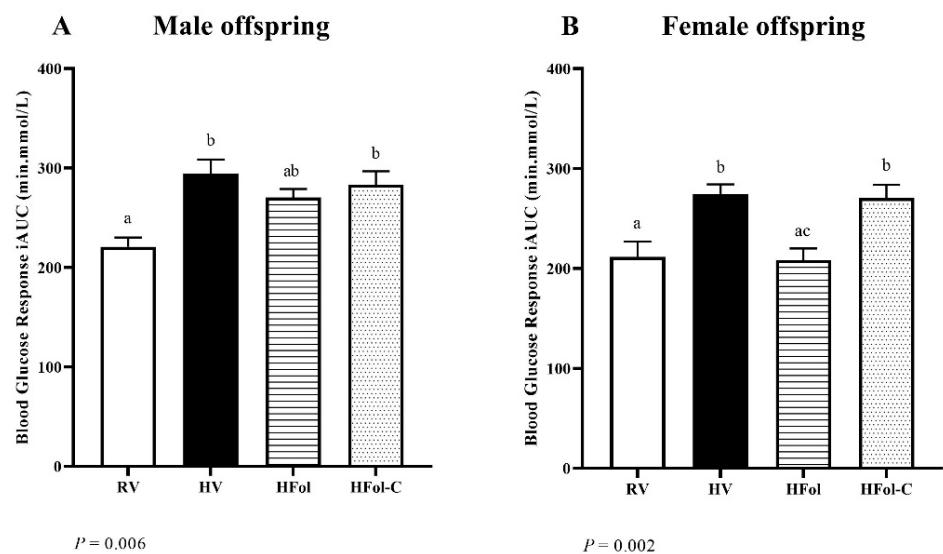 A Male offspring
Blood Glucose Response iAUC (min.mmol/L)
400
300
200
100
0
a
b
ab
b
RV HV HFol HFol-C
P = 0.006
B Female offspring
Blood Glucose Response iAUC (min.mmol/L)
400
300
200
100
0
a
b
ac
b
RV HV HFol HFol-C
P = 0.002